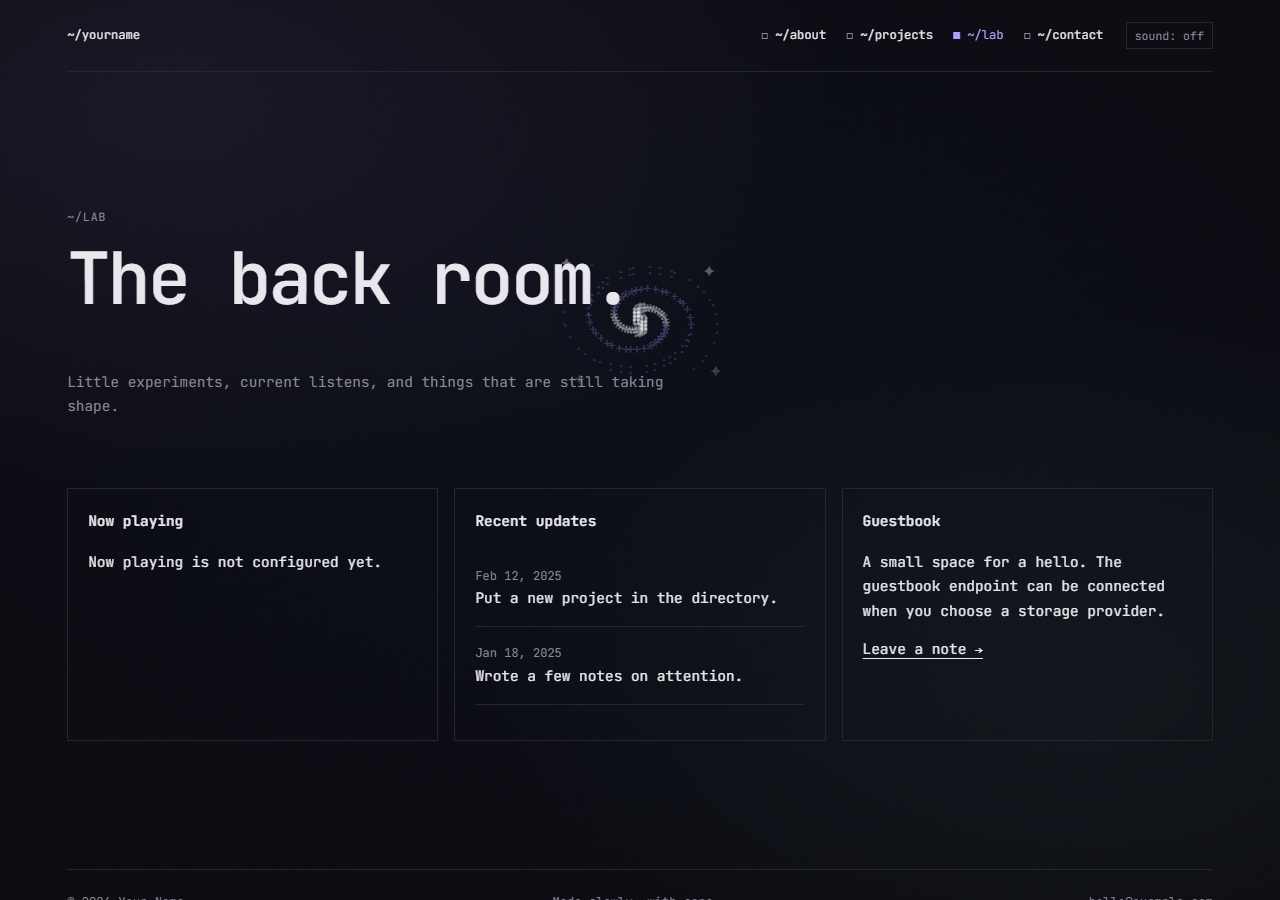 ~/yourname
~/about
~/projects
~/lab
~/contact
sound: off
~/LAB
The back room.
Little experiments, current listens, and things that are still taking
shape.
Now playing
Now playing is not configured yet.
Recent updates
Feb 12, 2025
Put a new project in the directory.
Jan 18, 2025
Wrote a few notes on attention.
Guestbook
A small space for a hello. The
guestbook endpoint can be connected
when you choose a storage provider.
Leave a note →